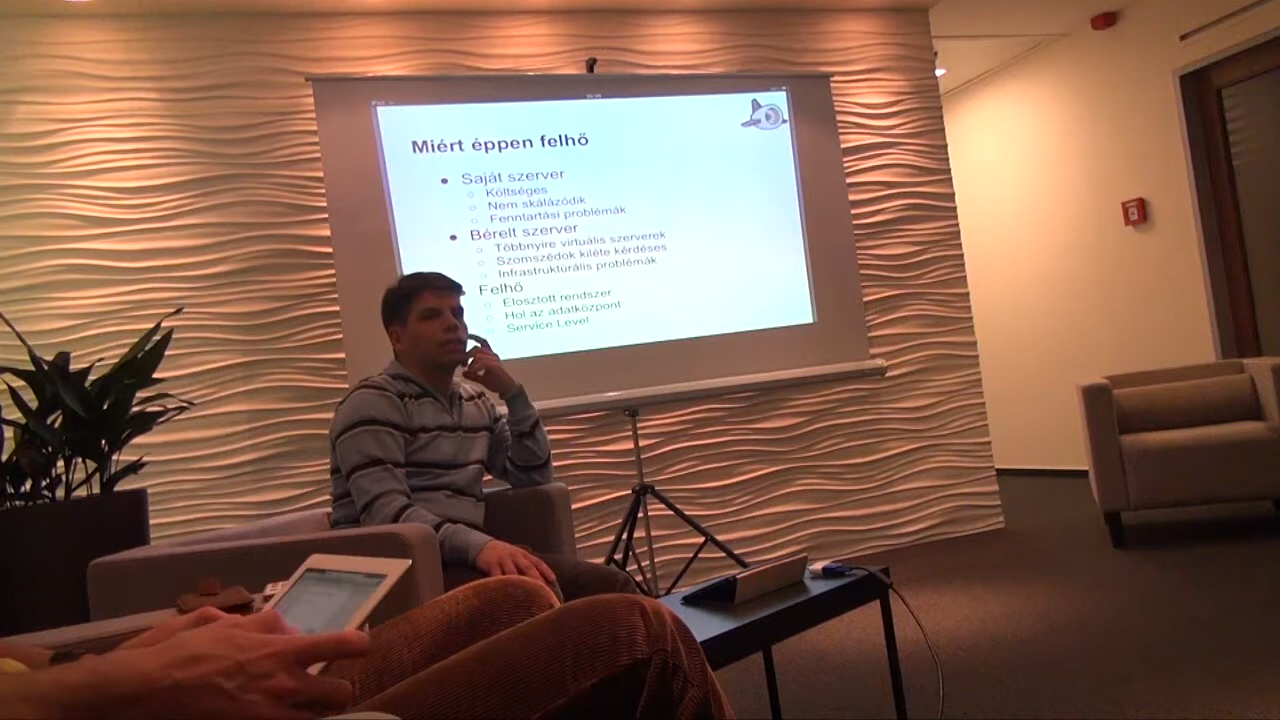 Miért éppen felhő
Saját szerver
Költséges
Nem skálázódik
Fenntartási problémák
Bérelt szerver
Többnyire virtuális szerverek
Szomszédok kiléte kérdéses
Infrastruktúrális problémák
Felhő
Elosztott rendszer
Hol az adatközpont
Service Level